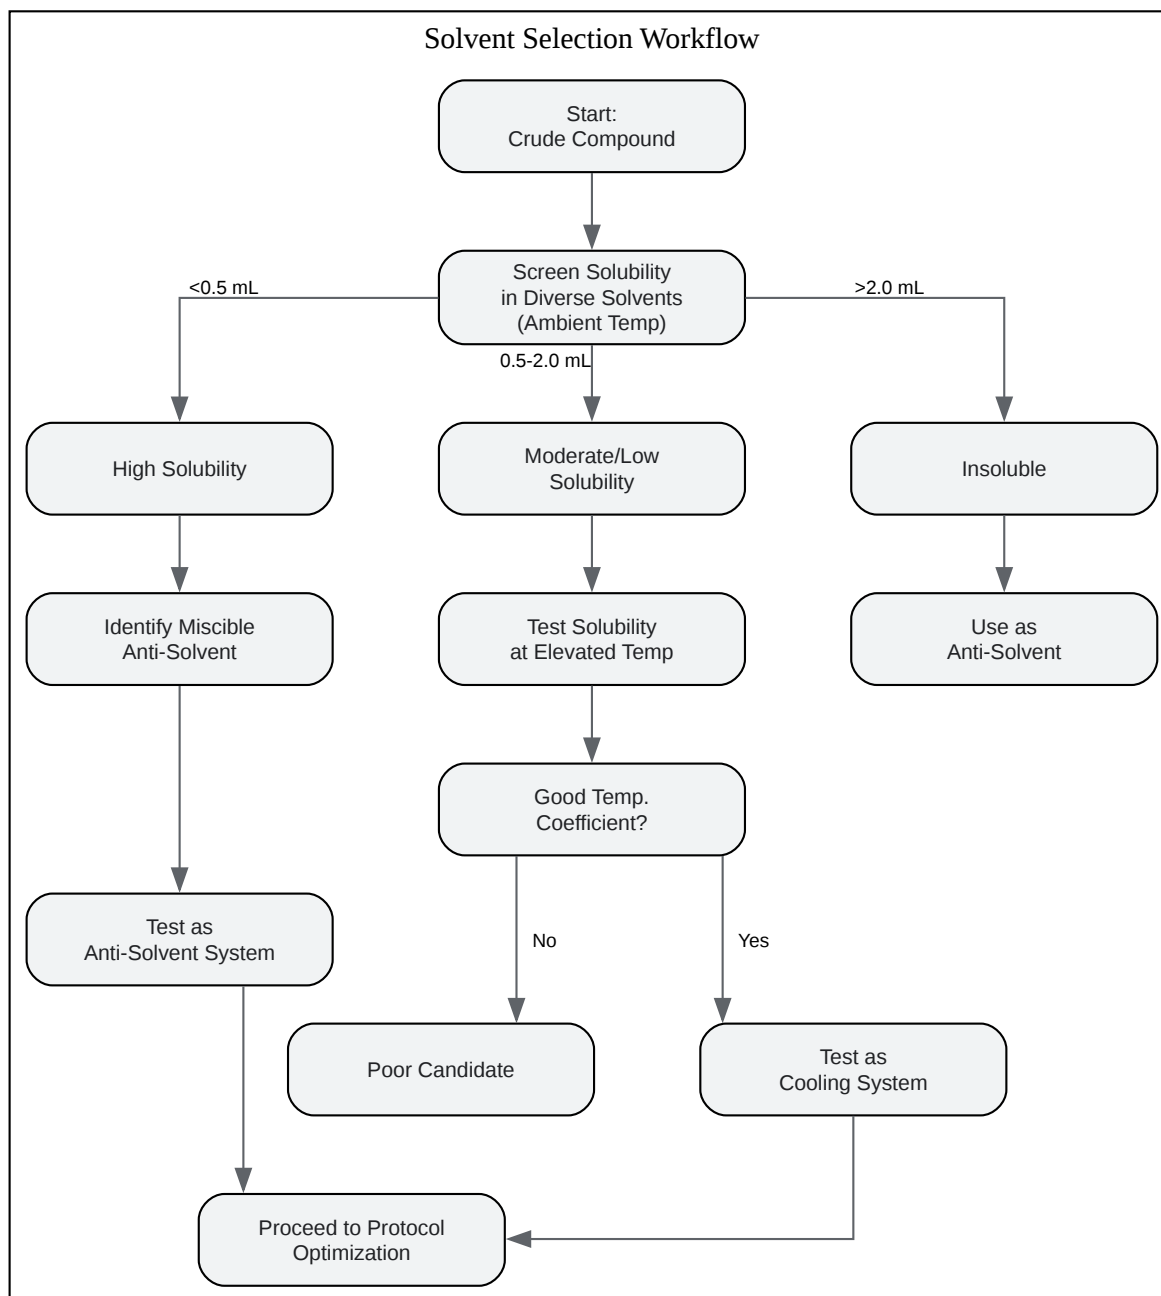 Solvent Selection Workflow
Start:
Crude Compound
Screen Solubility
in Diverse Solvents
(Ambient Temp)
<0.5 mL
0.5-2.0 mL
>2.0 mL
High Solubility
Moderate/Low
Solubility
Insoluble
Identify Miscible
Anti-Solvent
Test Solubility
at Elevated Temp
Use as
Anti-Solvent
Good Temp.
Coefficient?
Test as
Anti-Solvent System
No
Yes
Poor Candidate
Test as
Cooling System
Proceed to Protocol
Optimization